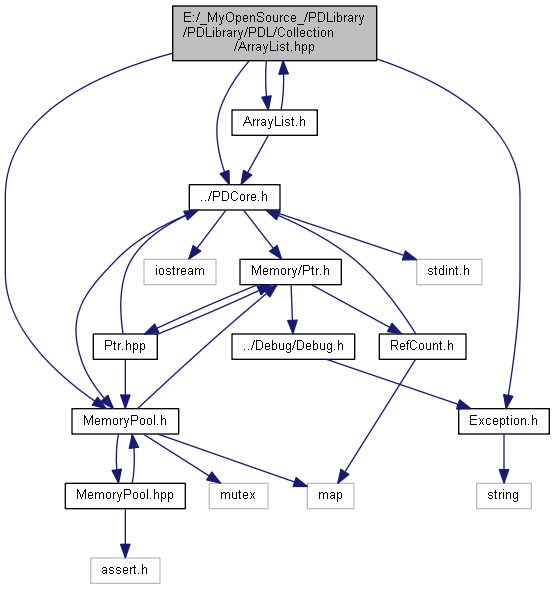 E:/_MyOpenSource_/PDLibrary
/PDLibrary/PDL/Collection
/ArrayList.hpp
ArrayList.h
../PDCore.h
iostream
Memory/Ptr.h
stdint.h
Ptr.hpp
../Debug/Debug.h
RefCount.h
MemoryPool.h
Exception.h
MemoryPool.hpp
mutex
map
string
assert.h